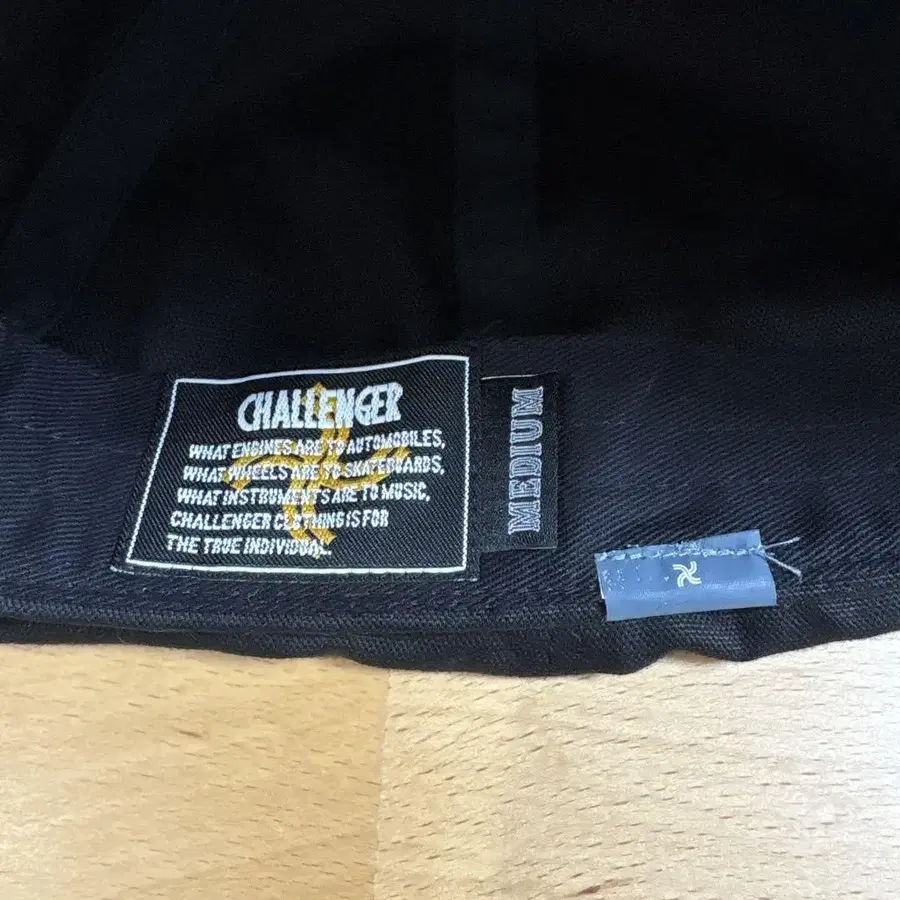 CHALLENGER
WHAT ENGINES ARE TO AUTOMOBILES,
WHAT WHEELS ARE TO SKATEBOARDS,
WHAT INSTRUMENTS ARE TO MUSIC,
CHALLENGER CLOTHING IS FOR
THE TRUE INDIVIDUAL.
MEDIUM